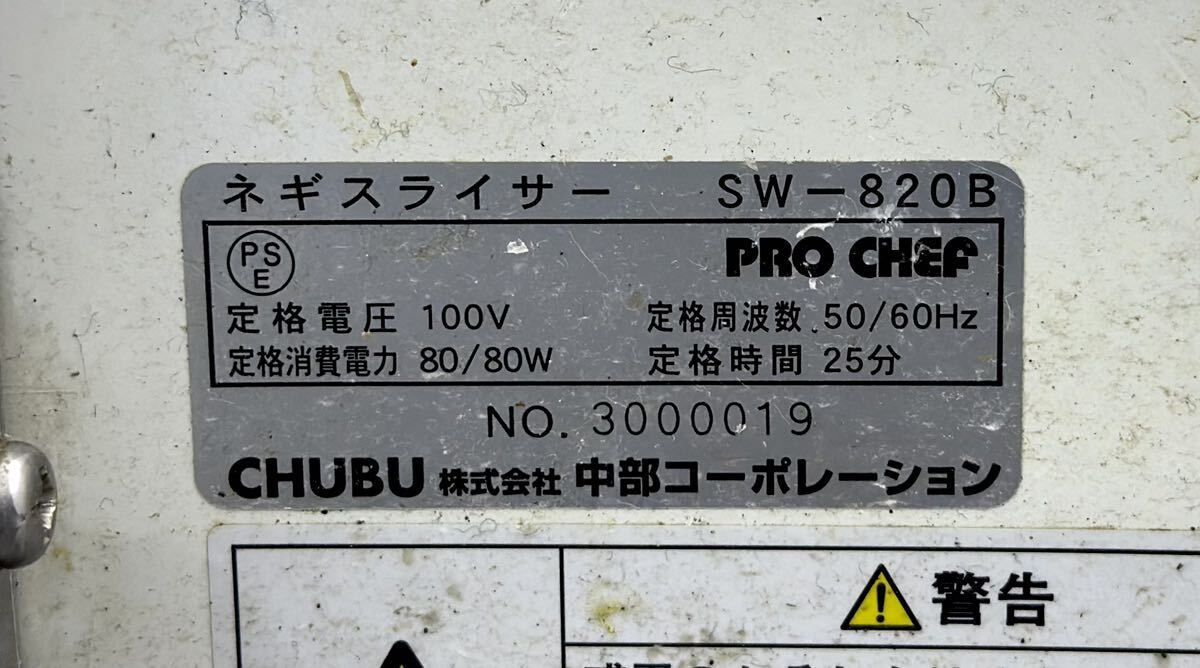 ネギスライサー SW-820B
PSE PRO CHEF
定格電圧 100V 定格周波数 50/60Hz
定格消費電力 80/80W 定格時間 25分
NO. 3000019
CHUBU 株式会社 中部コーポレーション
警告